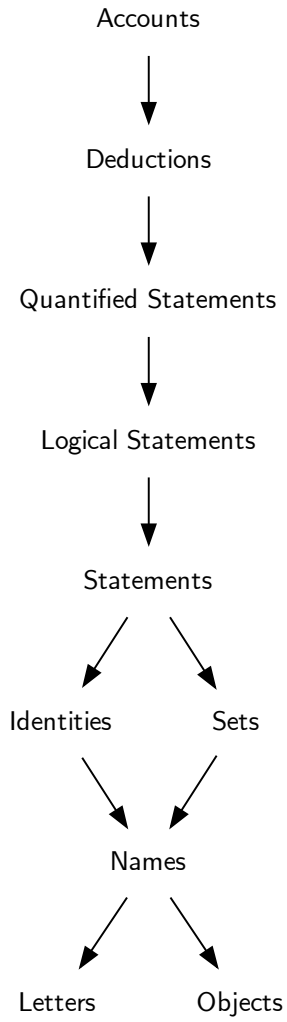 Accounts
Deductions
Quantified Statements
Logical Statements
Statements
Identities
Sets
Names
Letters
Objects